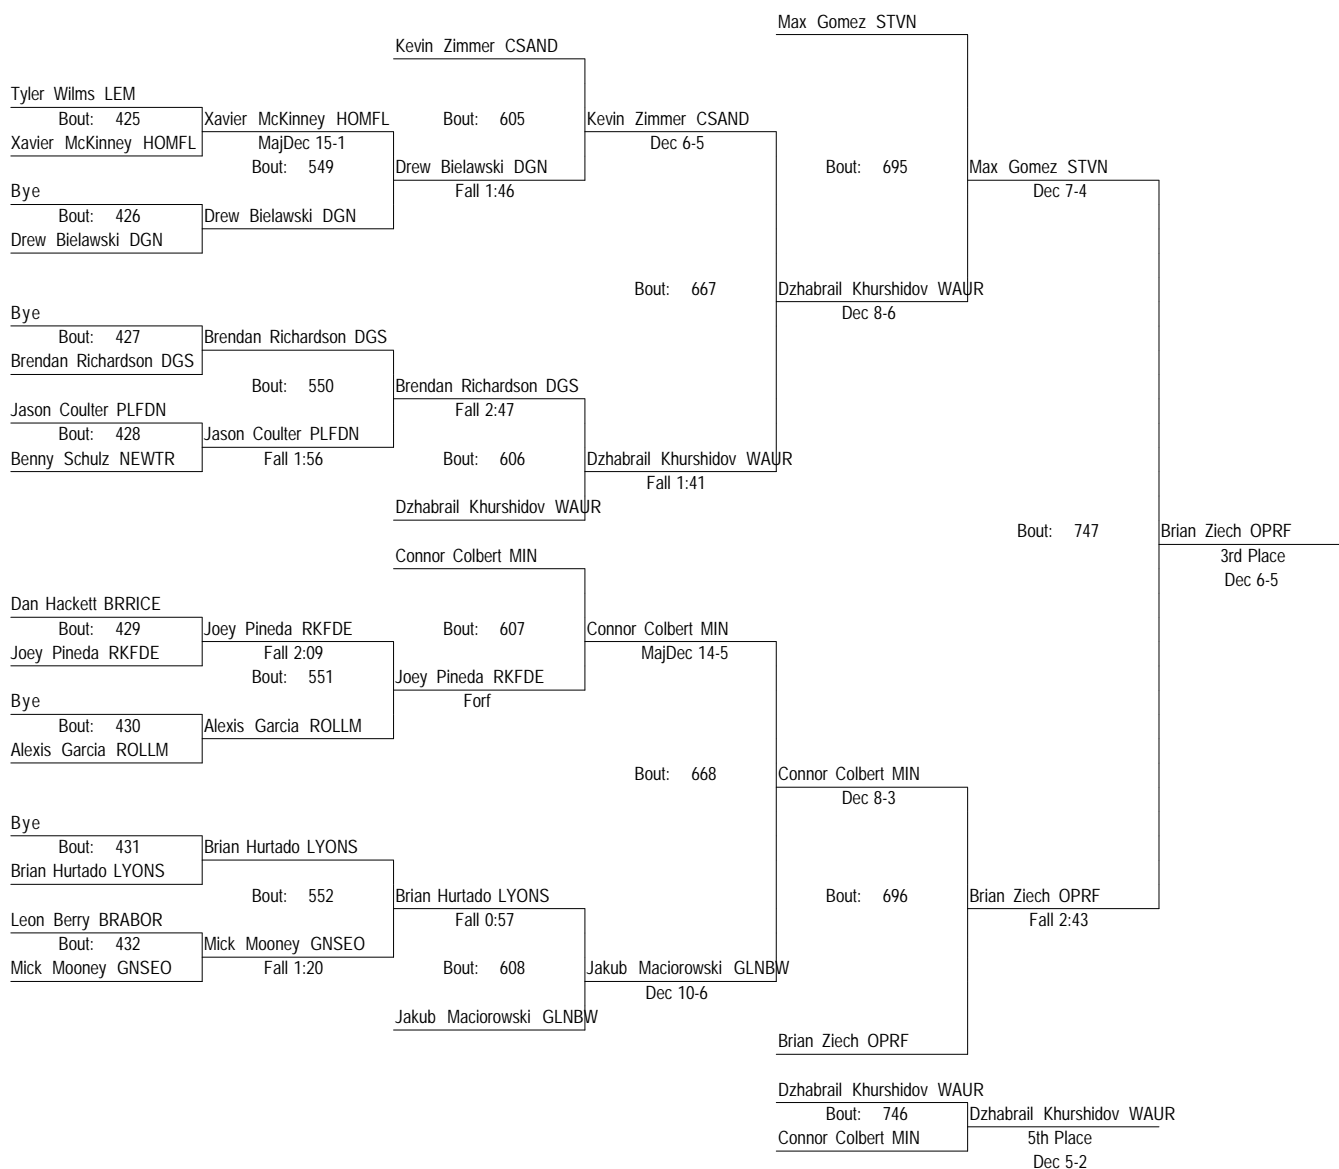 Max Gomez STVN
Kevin Zimmer CSAND
Tyler Wilms LEM
Bout: 425
Xavier McKinney HOMFL
Xavier McKinney HOMFL
MajDec 15-1
Bout: 549
Bout: 605
Kevin Zimmer CSAND
Dec 6-5
Drew Bielawski DGN
Fall 1:46
Bout: 695
Max Gomez STVN
Dec 7-4
Bye
Bout: 426
Drew Bielawski DGN
Drew Bielawski DGN
Bout: 667
Dzhabrail Khurshidov WAUR
Dec 8-6
Bye
Bout: 427
Brendan Richardson DGS
Brendan Richardson DGS
Bout: 550
Brendan Richardson DGS
Fall 2:47
Jason Coulter PLFDN
Bout: 428
Benny Schulz NEWTR
Jason Coulter PLFDN
Fall 1:56
Bout: 606
Dzhabrail Khurshidov WAUR
Fall 1:41
Dzhabrail Khurshidov WAUR
Bout: 747
Brian Ziech OPRF
3rd Place
Dec 6-5
Connor Colbert MIN
Dan Hackett BRRICE
Bout: 429
Joey Pineda RKFDE
Joey Pineda RKFDE
Fall 2:09
Bout: 551
Bout: 607
Connor Colbert MIN
MajDec 14-5
Joey Pineda RKFDE
Forf
Bye
Bout: 430
Alexis Garcia ROLLM
Alexis Garcia ROLLM
Bout: 668
Connor Colbert MIN
Dec 8-3
Bye
Bout: 431
Brian Hurtado LYONS
Brian Hurtado LYONS
Bout: 552
Brian Hurtado LYONS
Fall 0:57
Bout: 696
Brian Ziech OPRF
Fall 2:43
Leon Berry BRABOR
Bout: 432
Mick Mooney GNSEO
Mick Mooney GNSEO
Fall 1:20
Bout: 608
Jakub Maciorowski GLNBW
Dec 10-6
Jakub Maciorowski GLNBW
Brian Ziech OPRF
Dzhabrail Khurshidov WAUR
Bout: 746
Connor Colbert MIN
Dzhabrail Khurshidov WAUR
5th Place
Dec 5-2